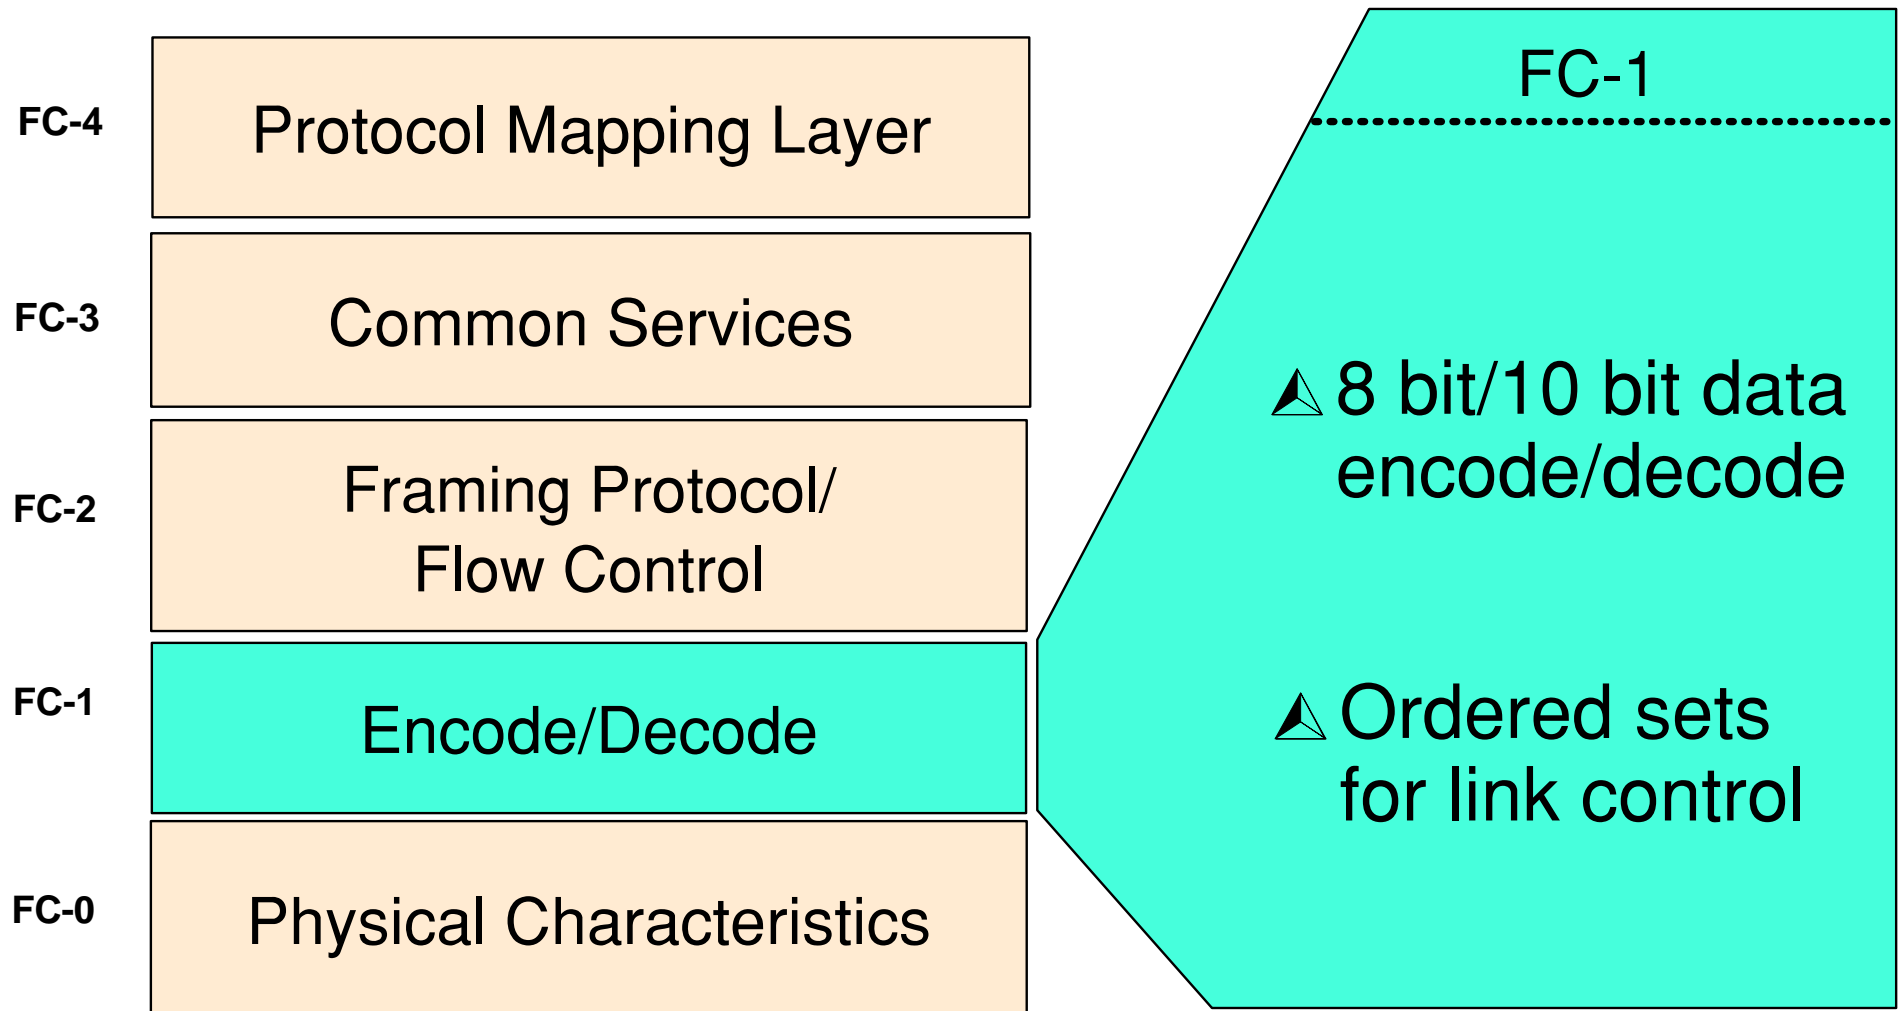 FC-4
Protocol Mapping Layer
FC-3
Common Services
FC-2
Framing Protocol/
Flow Control
FC-1
Encode/Decode
FC-0
Physical Characteristics
FC-1
8 bit/10 bit data
encode/decode
Ordered sets
for link control